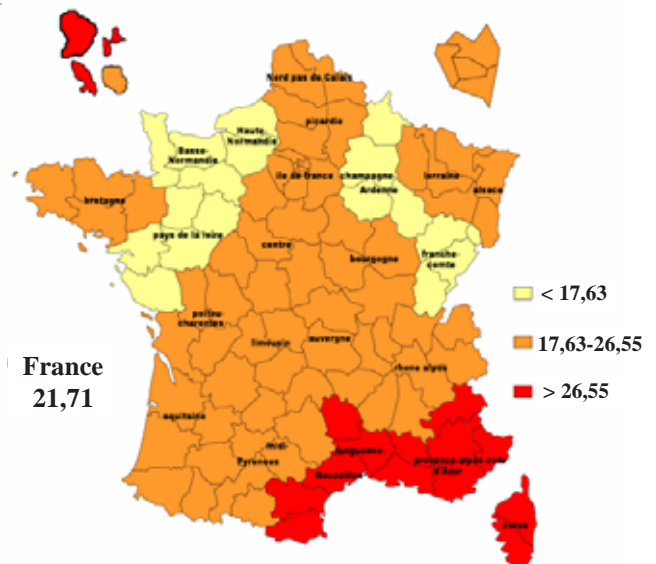 Nord pas de Calais
picardie
Haute
Normandie
Basse-
Normandie
ile de france
champagne
Ardenne
lorraine
alsace
bretagne
pays de la loire
centre
bourgogne
franche-
comte
poitou-
charentes
limousin
auvergne
rhone alpes
aquitaine
midi-
Pyrenees
languedoc-
Roussillon
provence-alpes-cote
d'Azur
corse
France
21,71
< 17,63
17,63-26,55
> 26,55